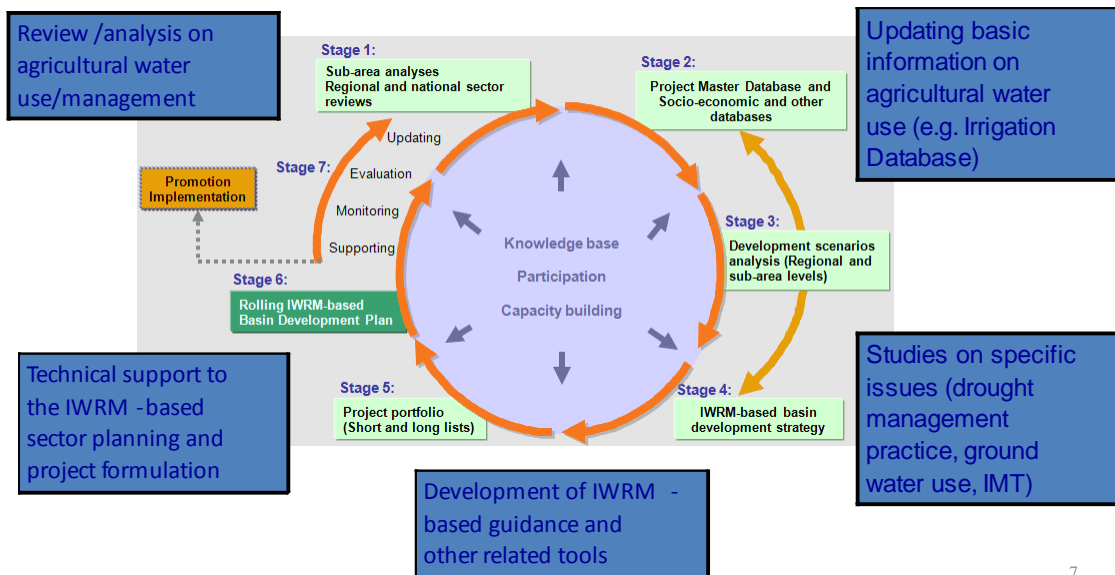 Review /analysis on
agricultural water
use/management
Updating basic
information on
agricultural water
use (e.g. Irrigation
Database)
Stage 1:
Sub-area analyses
Regional and national sector
reviews
Stage 2:
Project Master Database and
Socio-economic and other
databases
Stage 7:
Updating
Evaluation
Monitoring
Supporting
Promotion
Implementation
Knowledge base
Participation
Capacity building
Stage 3:
Development scenarios
analysis (Regional and
sub-area levels)
Stage 6:
Rolling IWRM-based
Basin Development Plan
Stage 5:
Project portfolio
(Short and long lists)
Stage 4:
IWRM-based basin
development strategy
Technical support to
the IWRM -based
sector planning and
project formulation
Studies on specific
issues (drought
management
practice, ground
water use, IMT)
Development of IWRM -
based guidance and
other related tools
7